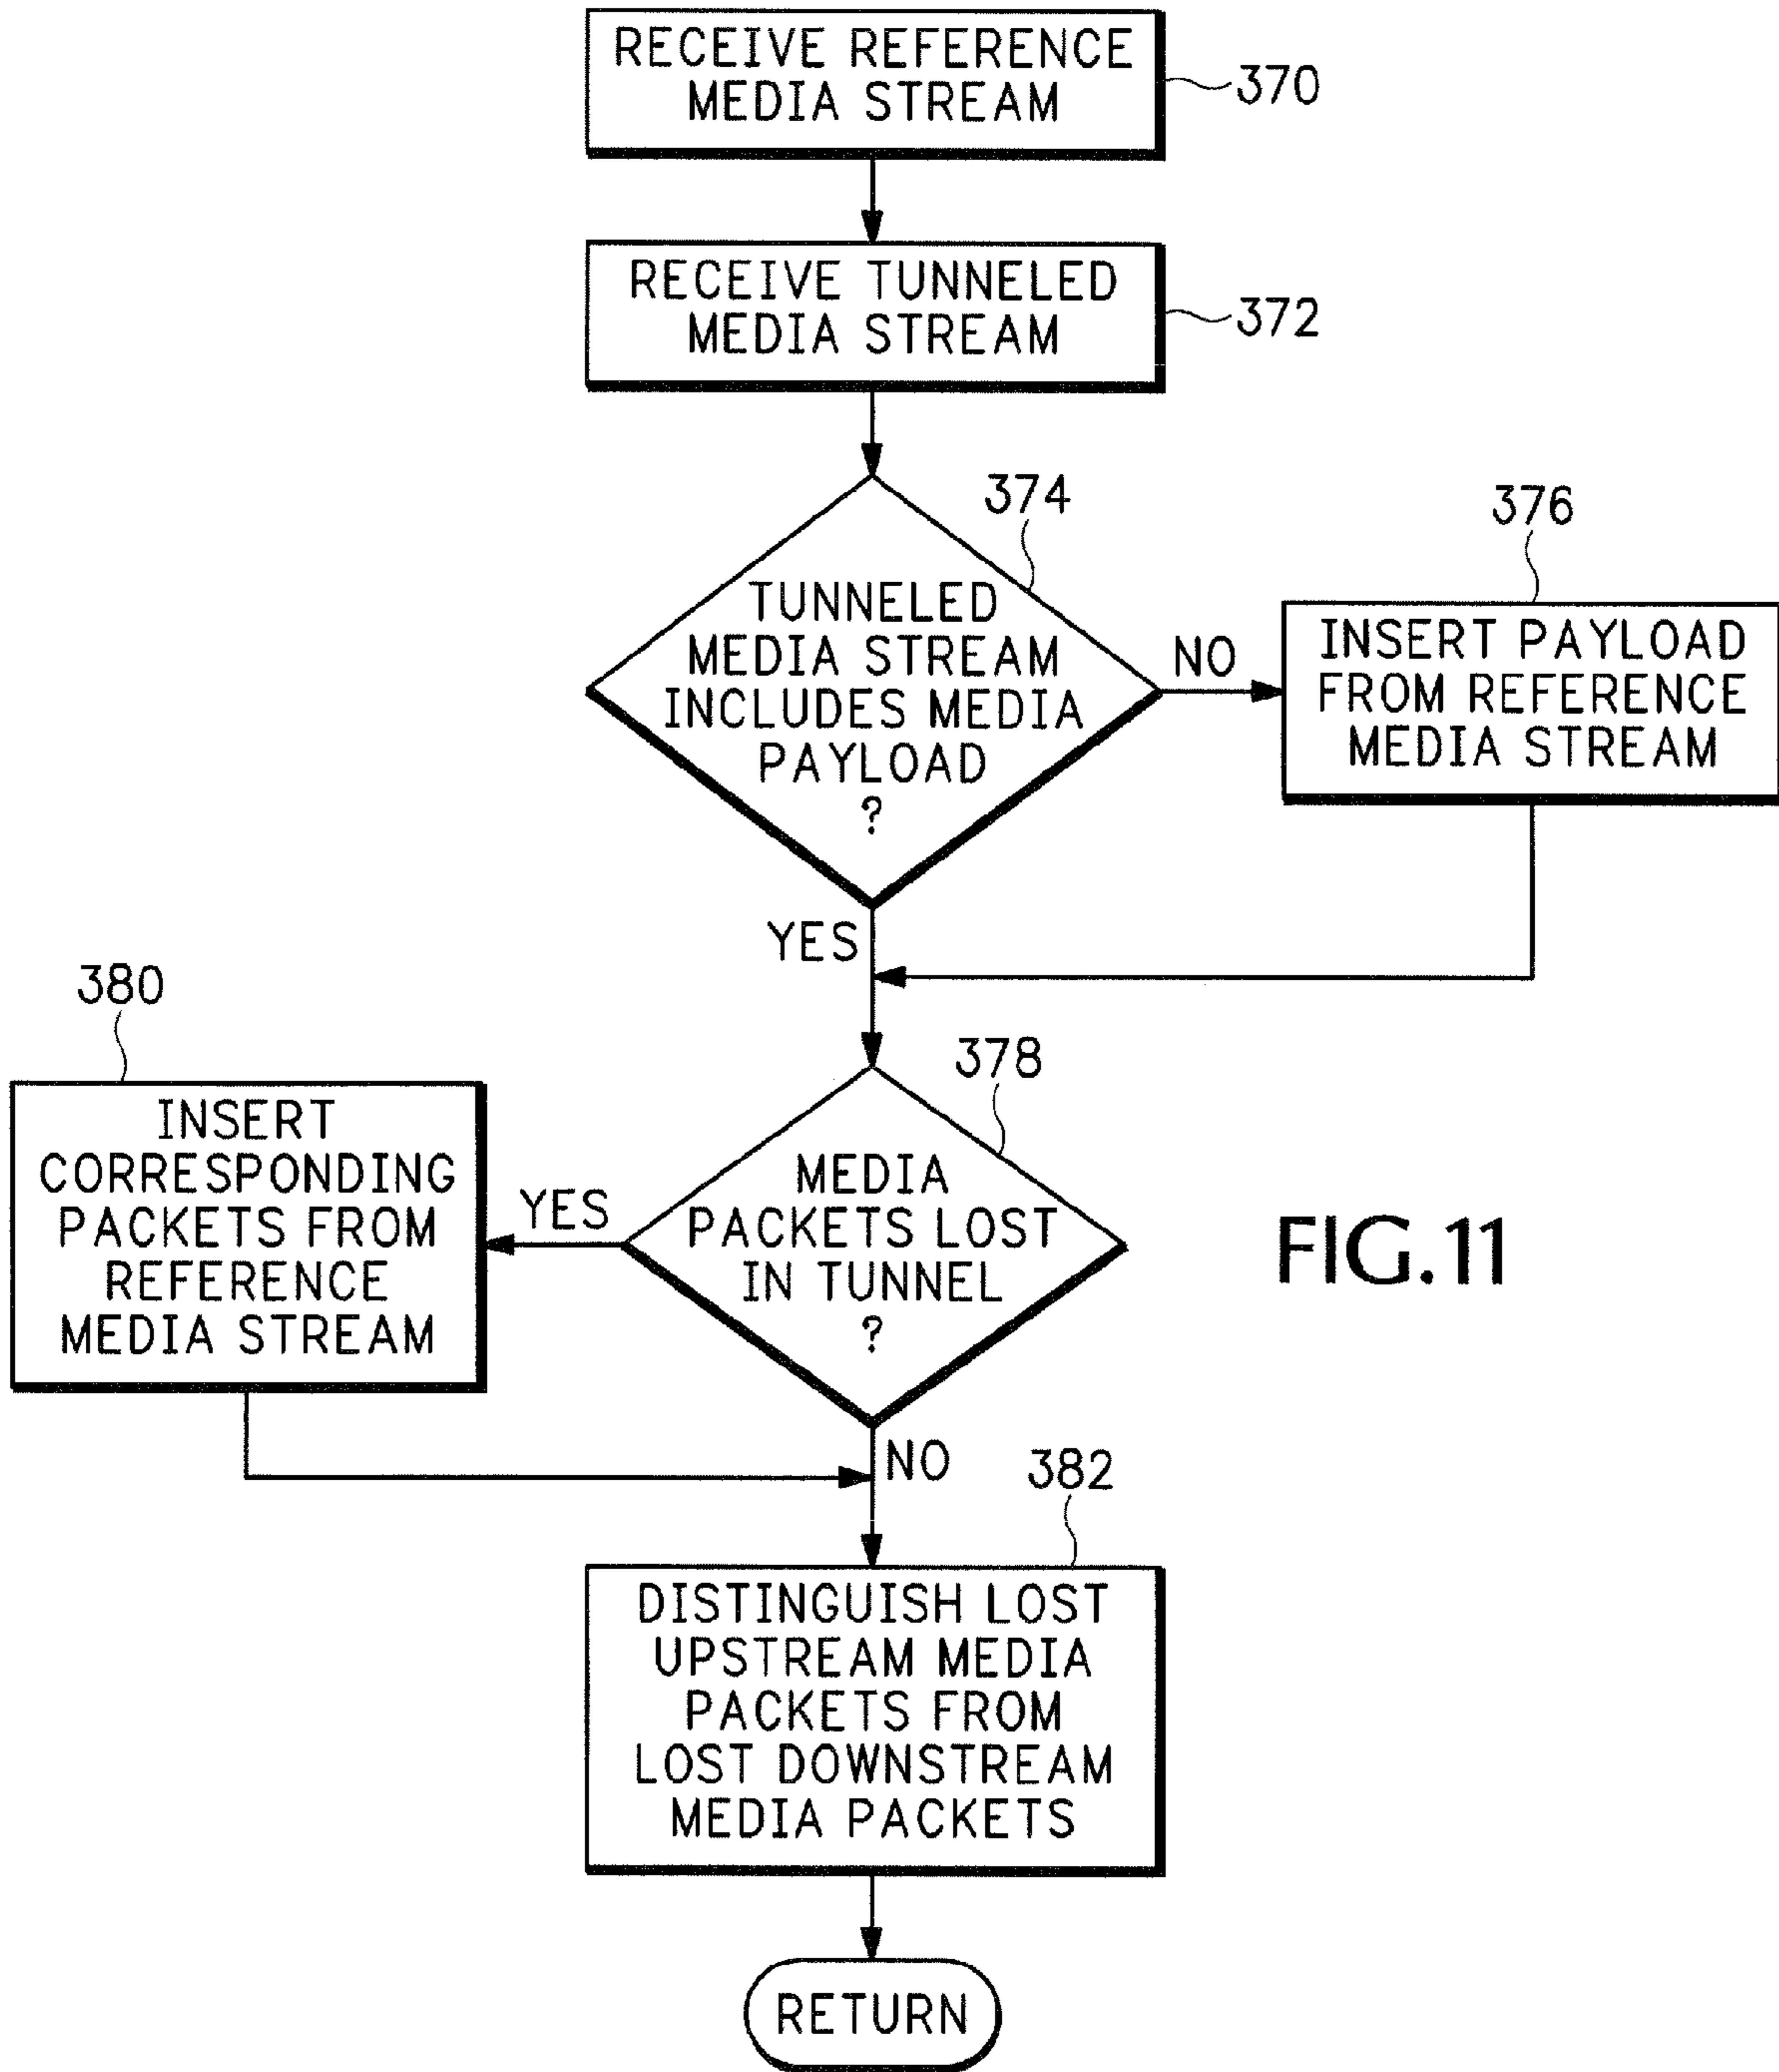 RECEIVE REFERENCE
MEDIA STREAM
370
RECEIVE TUNNELED
MEDIA STREAM
372
374
TUNNELED
MEDIA STREAM
INCLUDES MEDIA
PAYLOAD
?
NO
376
INSERT PAYLOAD
FROM REFERENCE
MEDIA STREAM
YES
380
INSERT
CORRESPONDING
PACKETS FROM
REFERENCE
MEDIA STREAM
YES
378
MEDIA
PACKETS LOST
IN TUNNEL
?
FIG.11
NO
382
DISTINGUISH LOST
UPSTREAM MEDIA
PACKETS FROM
LOST DOWNSTREAM
MEDIA PACKETS
RETURN